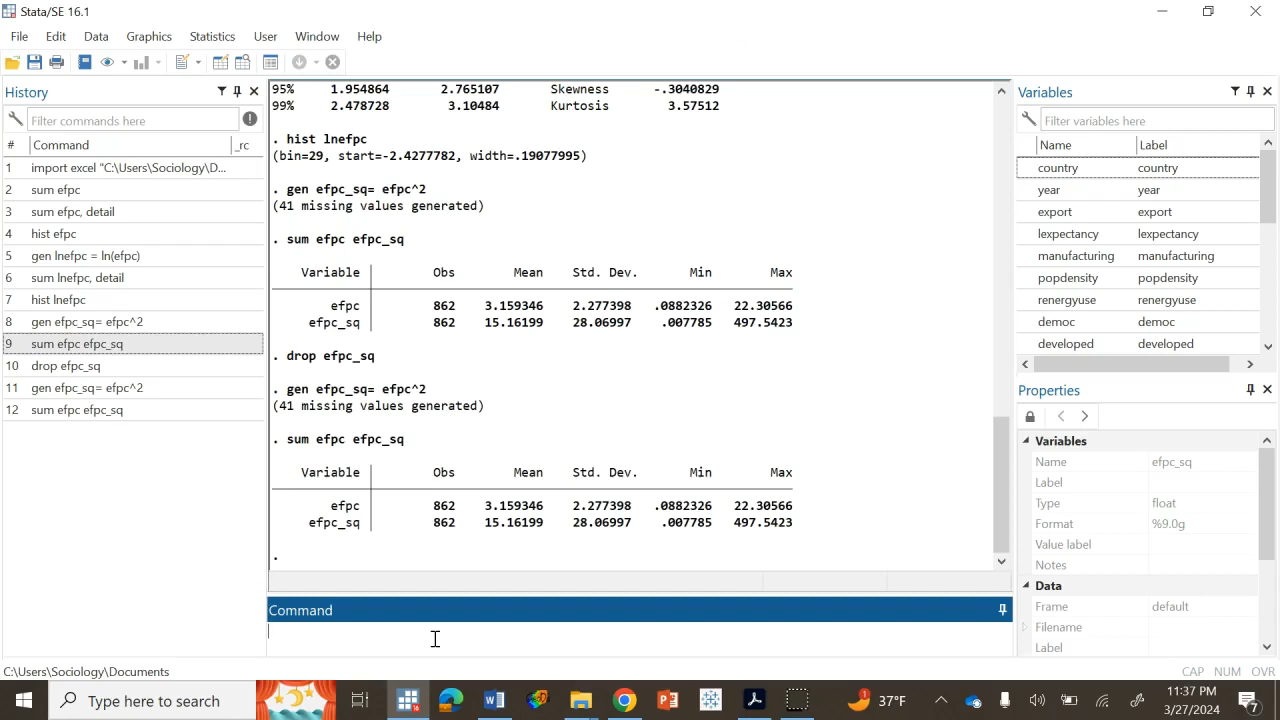 Stata/SE 16.1
File Edit Data Graphics Statistics User Window Help
History
Filter commands here
# Command _rc
1 import excel "C:\Users\Sociology\D...
2 sum efpc
3 sum efpc, detail
4 hist efpc
5 gen lnefpc = ln(efpc)
6 sum lnefpc, detail
7 hist lnefpc
8 gen efpc_sq= efpc^2
9 sum efpc efpc_sq
10 drop efpc_sq
11 gen efpc_sq= efpc^2
12 sum efpc efpc_sq
95% 1.954864 2.765107 Skewness -.3040829
99% 2.478728 3.10484 Kurtosis 3.57512
. hist lnefpc
(bin=29, start=-2.4277782, width=.19077995)
. gen efpc_sq= efpc^2
(41 missing values generated)
. sum efpc efpc_sq
Variable Obs Mean Std. Dev. Min Max
efpc 862 3.159346 2.277398 .0882326 22.30566
efpc_sq 862 15.16199 28.06997 .007785 497.5423
. drop efpc_sq
. gen efpc_sq= efpc^2
(41 missing values generated)
. sum efpc efpc_sq
Variable Obs Mean Std. Dev. Min Max
efpc 862 3.159346 2.277398 .0882326 22.30566
efpc_sq 862 15.16199 28.06997 .007785 497.5423
.
Command
Variables
Filter variables here
Name Label
country country
year year
export export
lexpectancy lexpectancy
manufacturing manufacturing
popdensity popdensity
renergyuse renergyuse
democ democ
developed developed
Properties
Variables
Name efpc_sq
Label
Type float
Format %9.0g
Value label
Notes
Data
Frame default
Filename
Label
C:\Users\Sociology\Documents
CAP NUM OVR
Type here to search
37°F
11:37 PM
3/27/2024
7